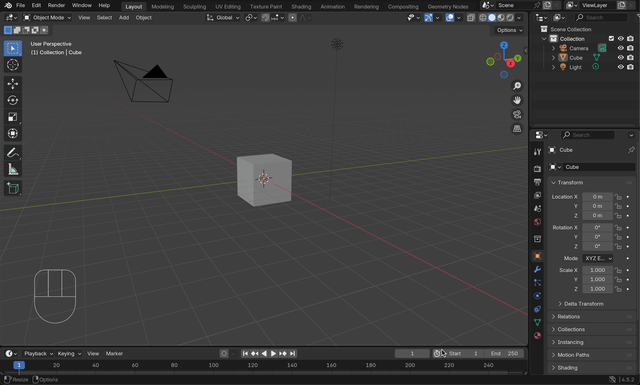 File Edit Render Window Help
Layout Modeling Sculpting UV Editing Texture Paint Shading Animation Rendering Compositing Geometry Nodes
Scene
ViewLayer
Object Mode View Select Add Object
Global
Options
User Perspective
(1) Collection | Cube
Z
Y
X
Search
Scene Collection
Collection
Camera
Cube
Light
Search
Cube
Cube
Transform
Location X 0 m
Y 0 m
Z 0 m
Rotation X 0°
Y 0°
Z 0°
Mode XYZ E...
Scale X 1.000
Y 1.000
Z 1.000
Delta Transform
Relations
Collections
Instancing
Motion Paths
Shading
Playback Keying View Marker
1
Start 1 End 250
1 20 40 60 80 100 120 140 160 180 200 220 240
Resize Options
4.5.2